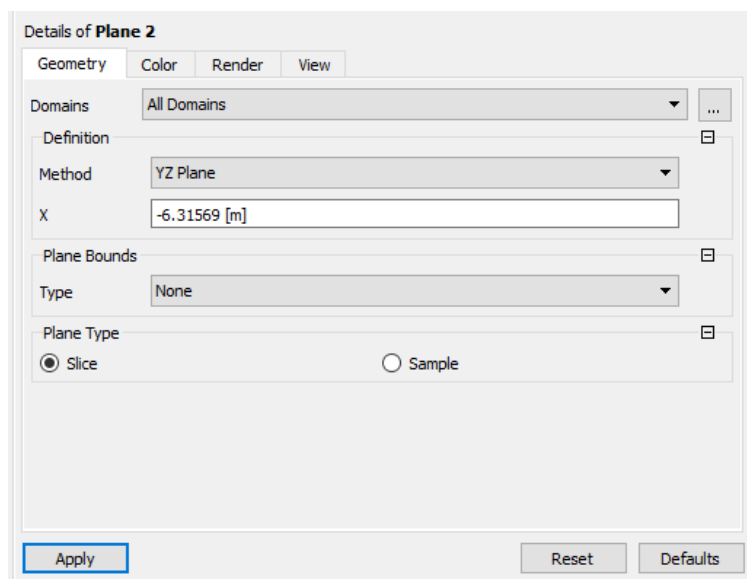 Details of Plane 2
Geometry Color Render View
Domains All Domains ...
Definition
Method YZ Plane
X -6.31569 [m]
Plane Bounds
Type None
Plane Type
Slice Sample
Apply Reset Defaults